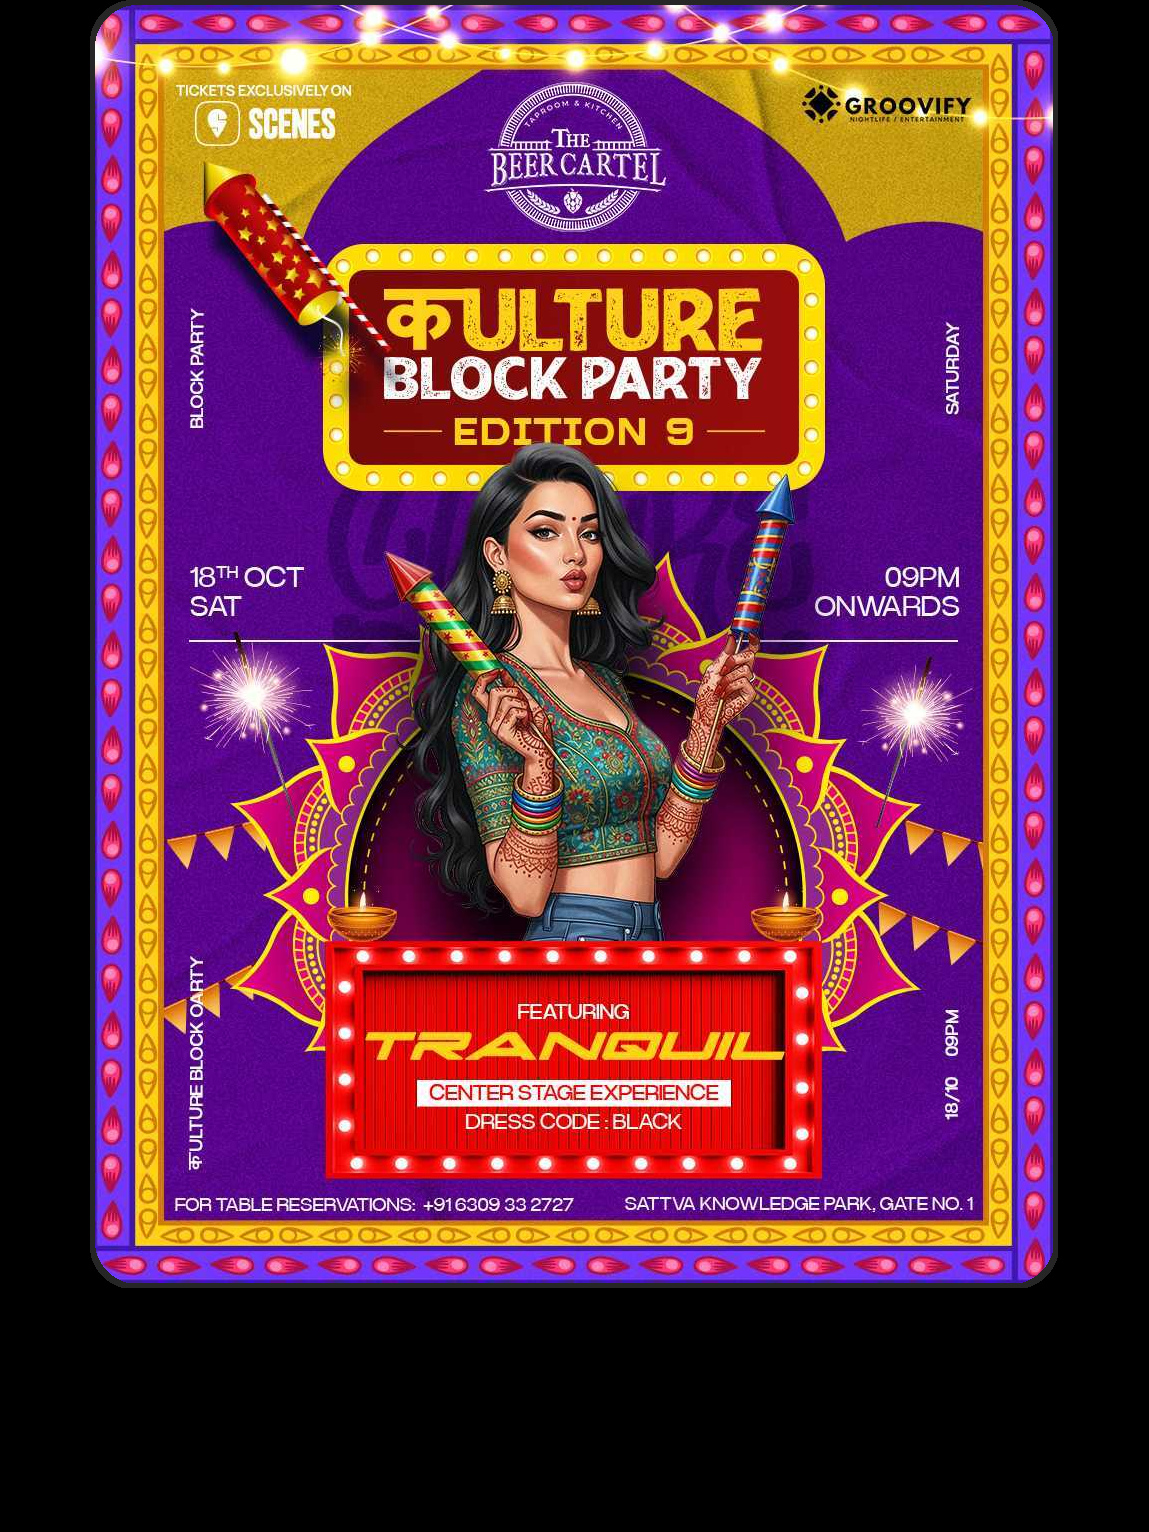 TICKETS EXCLUSIVELY ON
SCENES
TAPROOM & KITCHEN
THE
BEER CARTEL
GROOVIFY
NIGHTLIFE / ENTERTAINMENT
कULTURE
BLOCK PARTY
EDITION 9
BLOCK PARTY
SATURDAY
18TH OCT
SAT
09PM
ONWARDS
FEATURING
TRANQUIL
CENTER STAGE EXPERIENCE
DRESS CODE : BLACK
कULTURE BLOCK OARTY
18/10 09PM
FOR TABLE RESERVATIONS: +91 6309 33 2727
SATTVA KNOWLEDGE PARK, GATE NO. 1